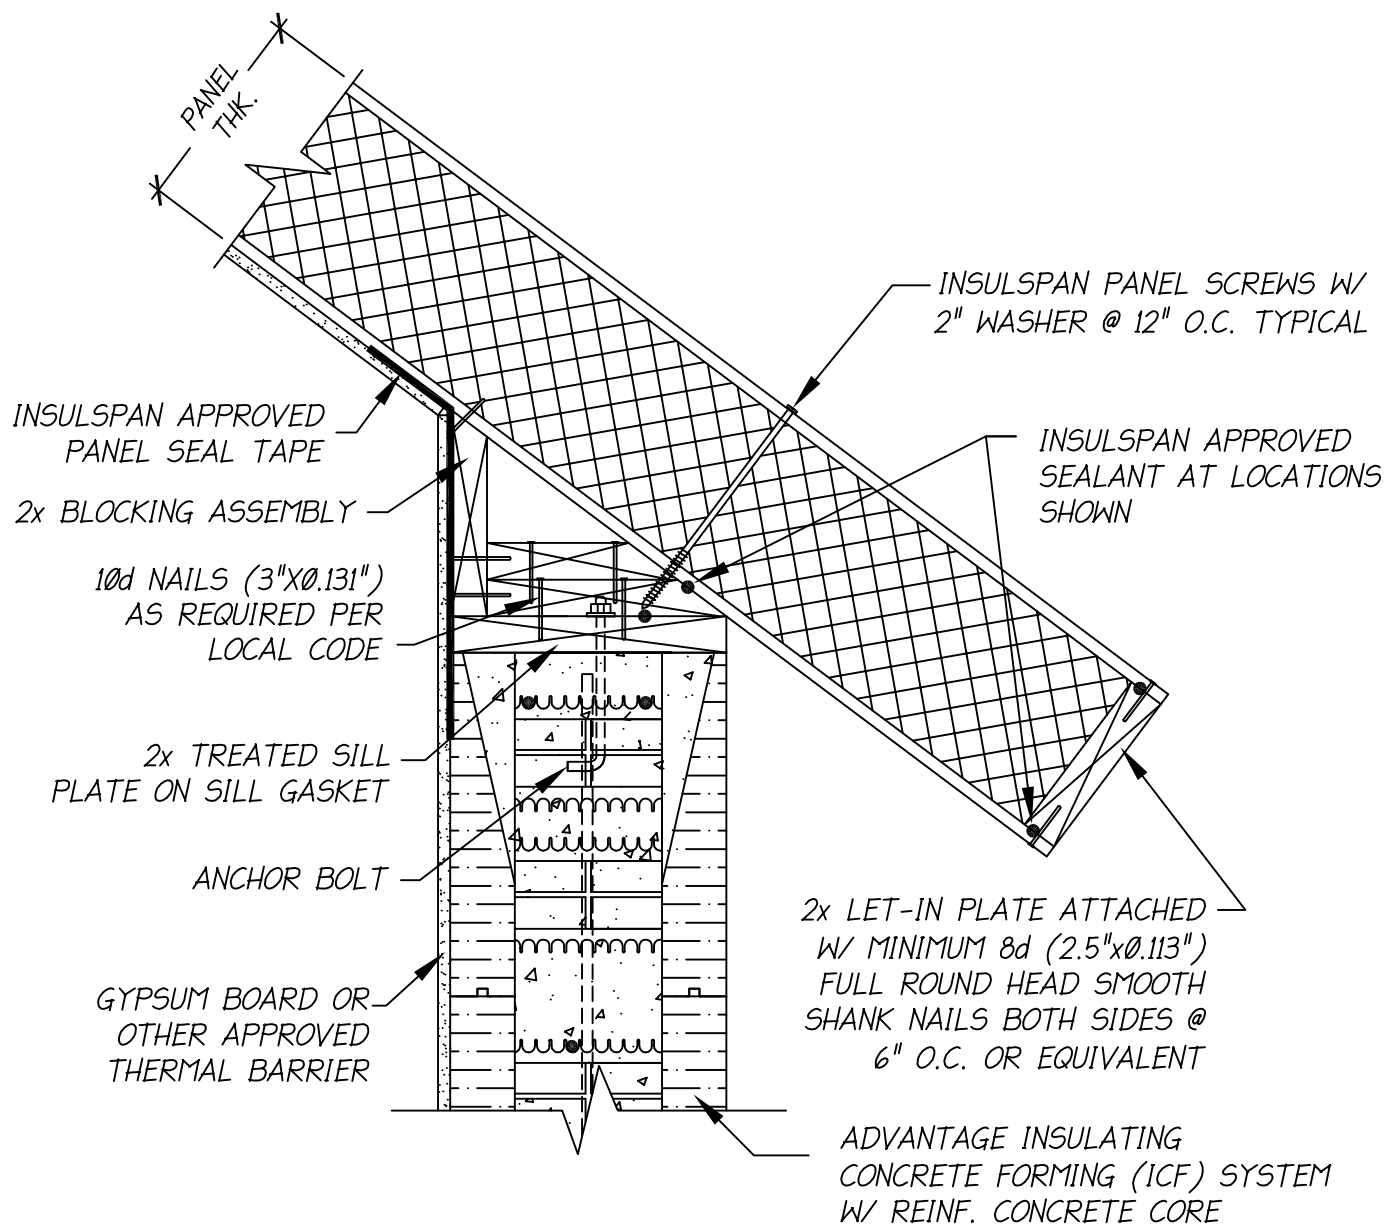 PANEL
THK.
INSULSPAN PANEL SCREWS W/
2" WASHER @ 12" O.C. TYPICAL
INSULSPAN APPROVED
PANEL SEAL TAPE
INSULSPAN APPROVED
SEALANT AT LOCATIONS
SHOWN
2x BLOCKING ASSEMBLY
10d NAILS (3"X0.131")
AS REQUIRED PER
LOCAL CODE
2x TREATED SILL
PLATE ON SILL GASKET
ANCHOR BOLT
2x LET-IN PLATE ATTACHED
W/ MINIMUM 8d (2.5"x0.113")
FULL ROUND HEAD SMOOTH
SHANK NAILS BOTH SIDES @
6" O.C. OR EQUIVALENT
GYPSUM BOARD OR
OTHER APPROVED
THERMAL BARRIER
ADVANTAGE INSULATING
CONCRETE FORMING (ICF) SYSTEM
W/ REINF. CONCRETE CORE